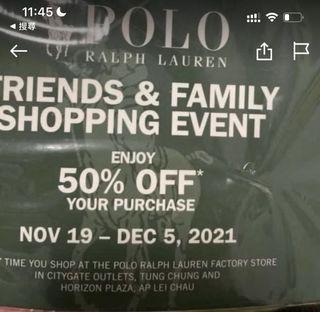 11:45
搜尋
POLO
RALPH LAUREN
RIENDS & FAMILY
SHOPPING EVENT
ENJOY
50% OFF*
YOUR PURCHASE
NOV 19 – DEC 5, 2021
TIME YOU SHOP AT THE POLO RALPH LAUREN FACTORY STORE
IN CITYGATE OUTLETS, TUNG CHUNG AND
HORIZON PLAZA, AP LEI CHAU